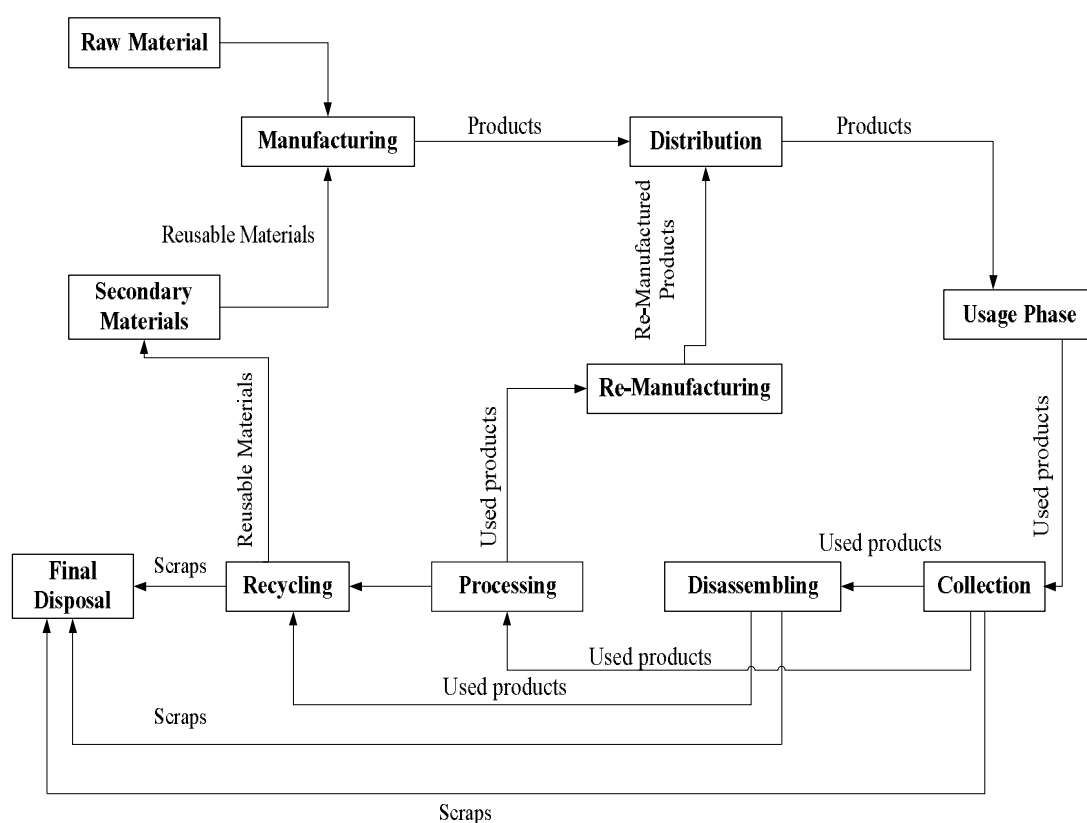 Raw Material
Manufacturing
Products
Distribution
Products
Reusable Materials
Re-Manufactured
Products
Secondary
Materials
Usage Phase
Re-Manufacturing
Reusable Materials
Used products
Used products
Used products
Final
Disposal
Scraps
Recycling
Processing
Disassembling
Collection
Used products
Used products
Scraps
Scraps